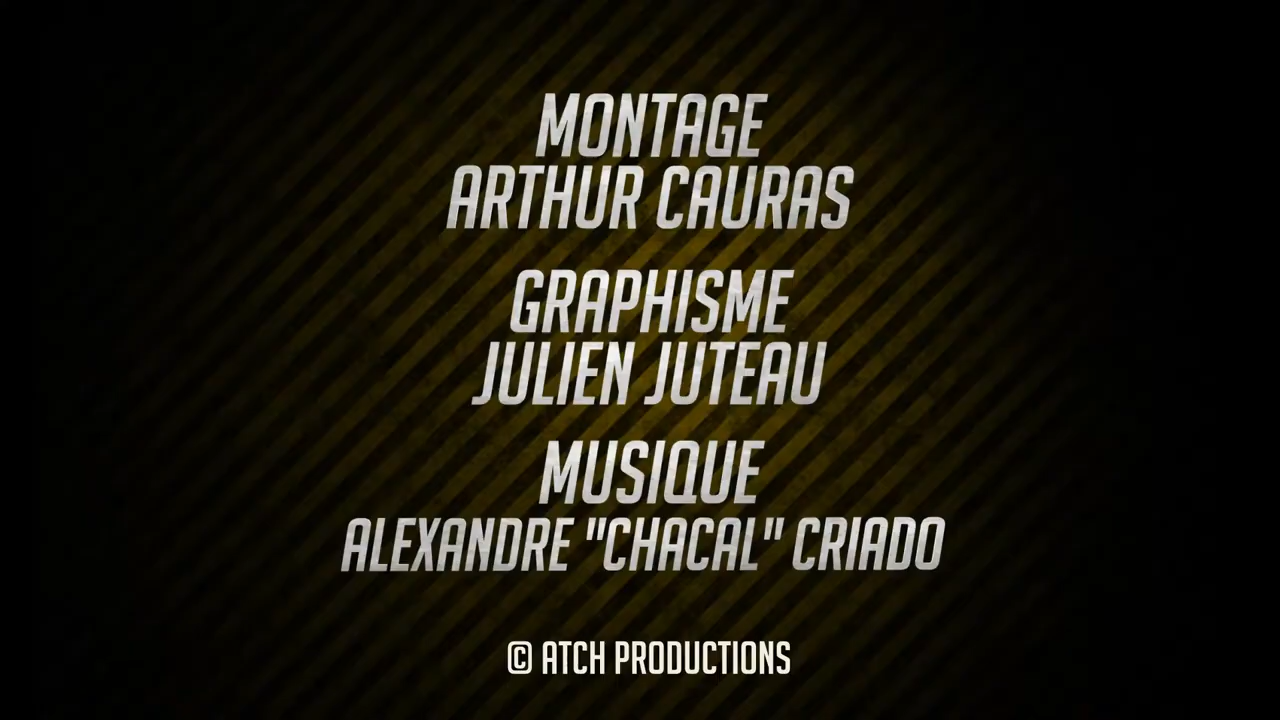 MONTAGE
ARTHUR CAURAS
GRAPHISME
JULIEN JUTEAU
MUSIQUE
ALEXANDRE "CHACAL" CRIADO
© ATCH PRODUCTIONS